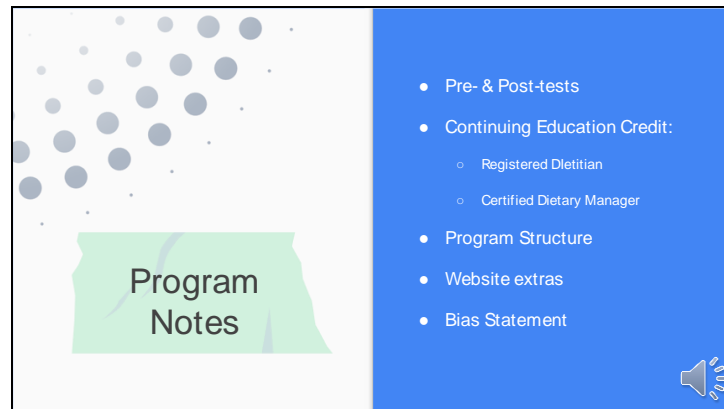 Program
Notes
● Pre- & Post-tests
● Continuing Education Credit:
○ Registered DIetitian
○ Certified Dietary Manager
● Program Structure
● Website extras
● Bias Statement